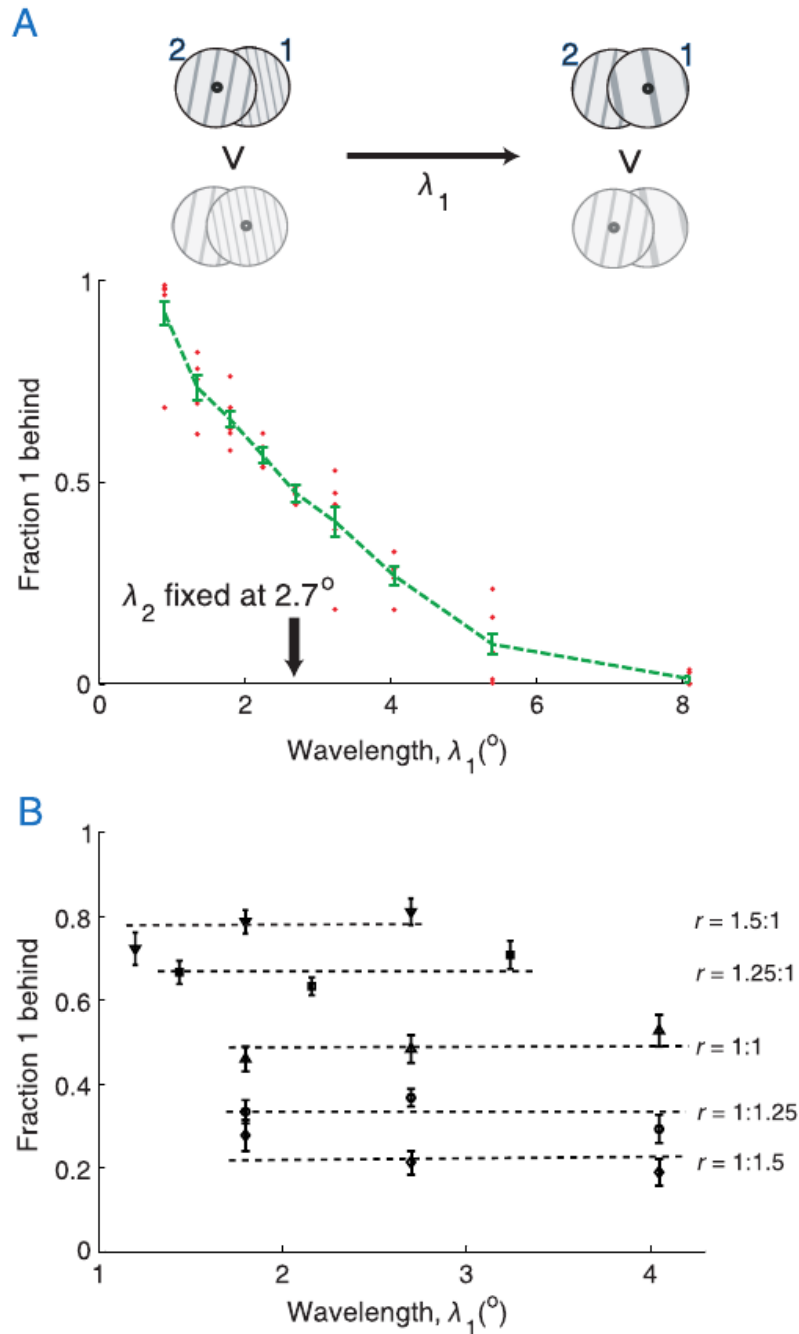 A
2 1 2 1
V V
λ1
1
0.5
0
Fraction 1 behind
λ2 fixed at 2.7o
0 2 4 6 8
Wavelength, λ1(o)
B
1
0.8
0.6
0.4
0.2
0
Fraction 1 behind
r = 1.5:1
r = 1.25:1
r = 1:1
r = 1:1.25
r = 1:1.5
1 2 3 4
Wavelength, λ1(o)